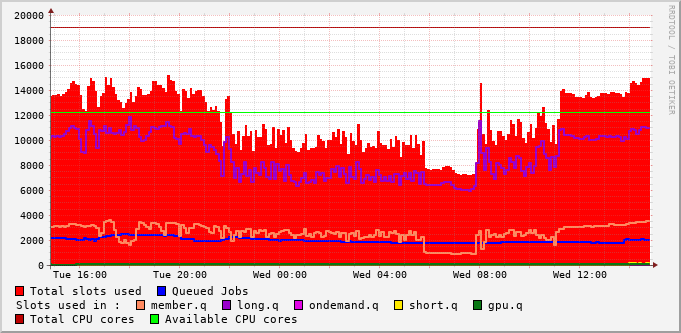 20000
18000
16000
14000
12000
10000
8000
6000
4000
2000
0
Tue 16:00 Tue 20:00 Wed 00:00 Wed 04:00 Wed 08:00 Wed 12:00
RRDTOOL / TOBI OETIKER
Total slots used Queued Jobs
Slots used in : member.q long.q ondemand.q short.q gpu.q
Total CPU cores Available CPU cores